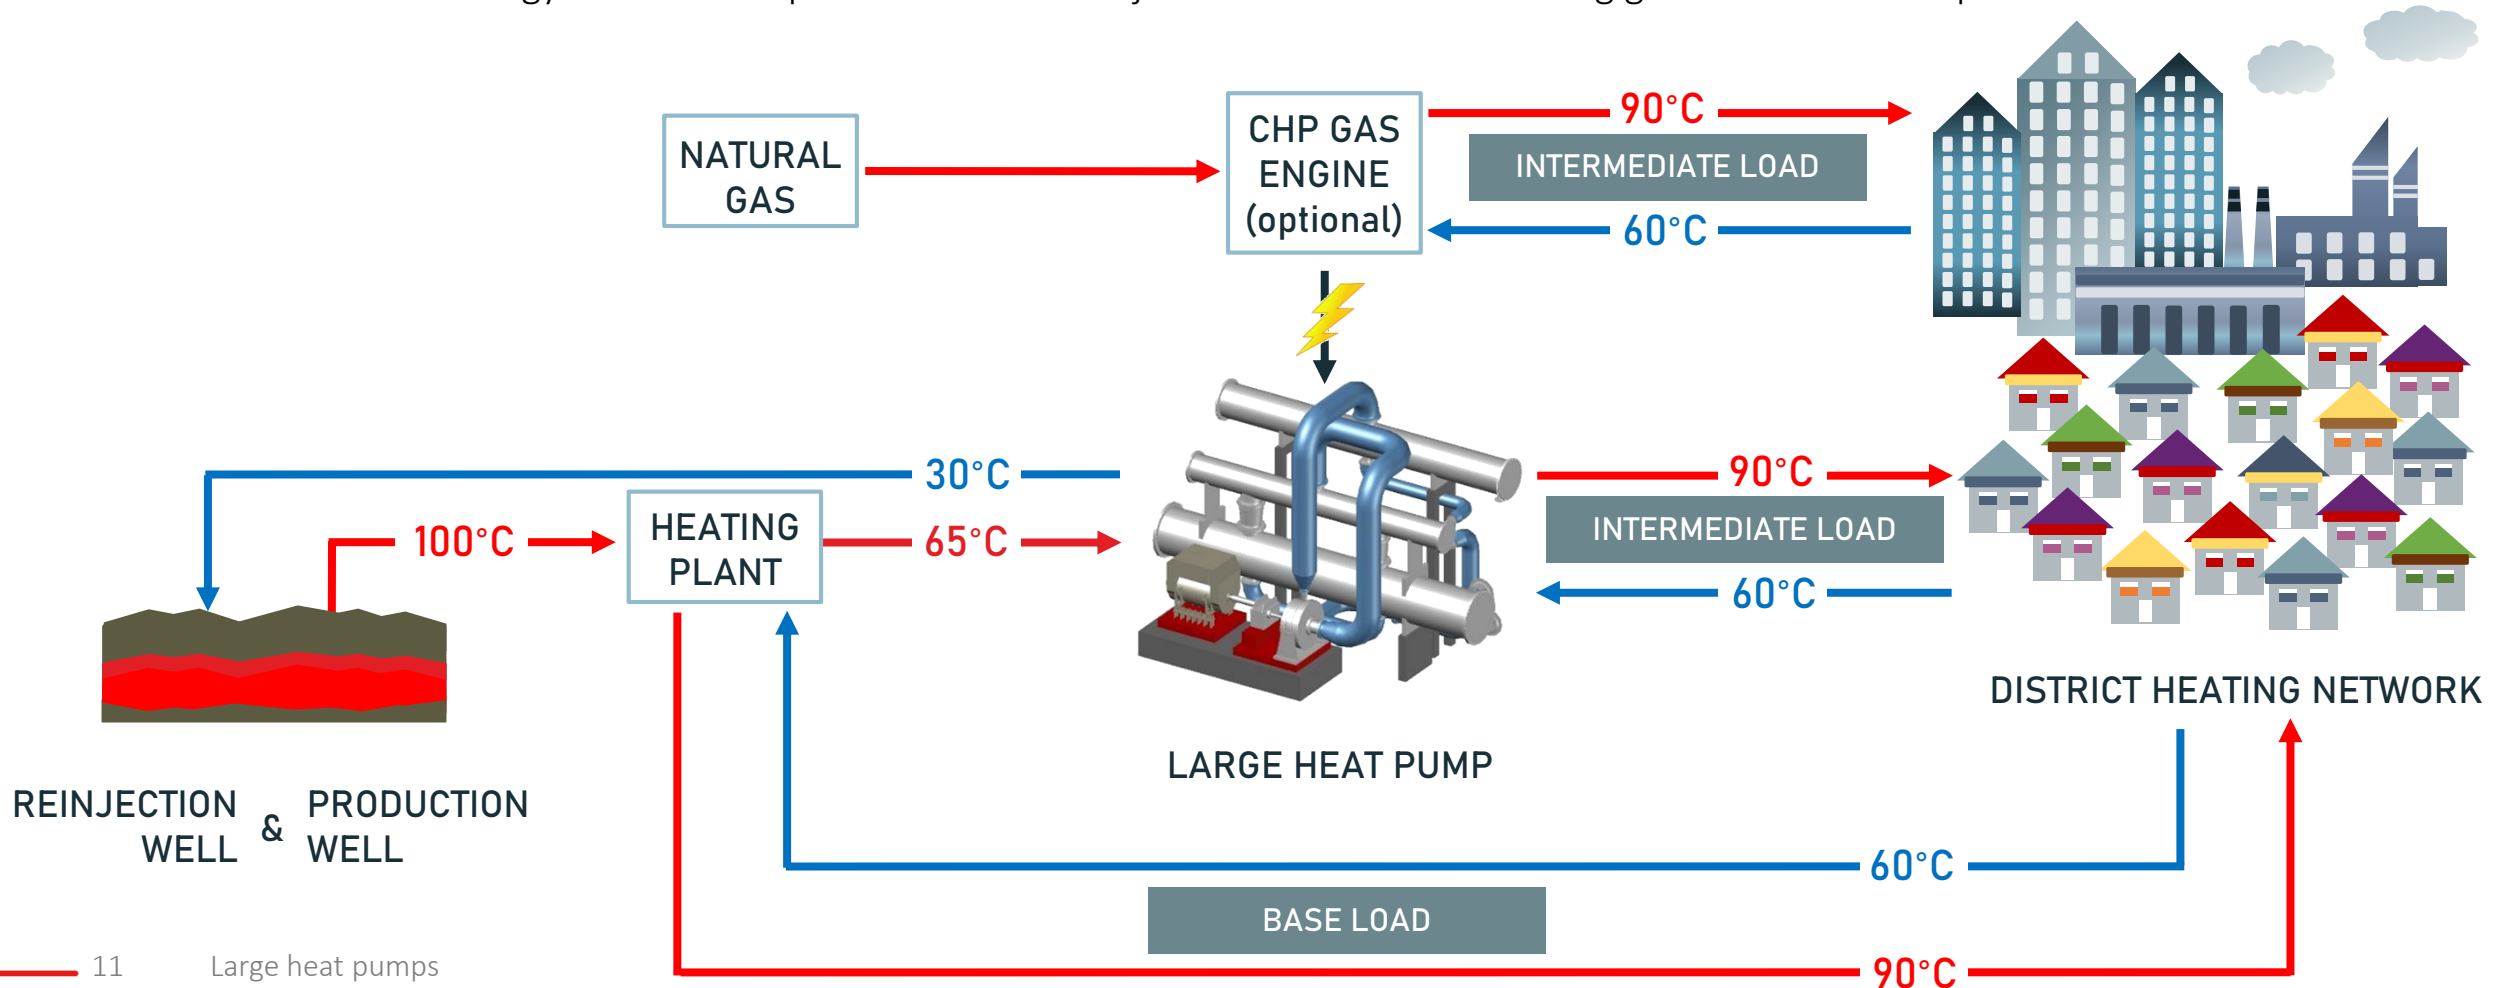 NATURAL
GAS
CHP GAS
ENGINE
(optional)
90°C
INTERMEDIATE LOAD
60°C
30°C
100°C
HEATING
PLANT
65°C
90°C
INTERMEDIATE LOAD
60°C
DISTRICT HEATING NETWORK
LARGE HEAT PUMP
REINJECTION
WELL
&
PRODUCTION
WELL
60°C
BASE LOAD
90°C
11
Large heat pumps